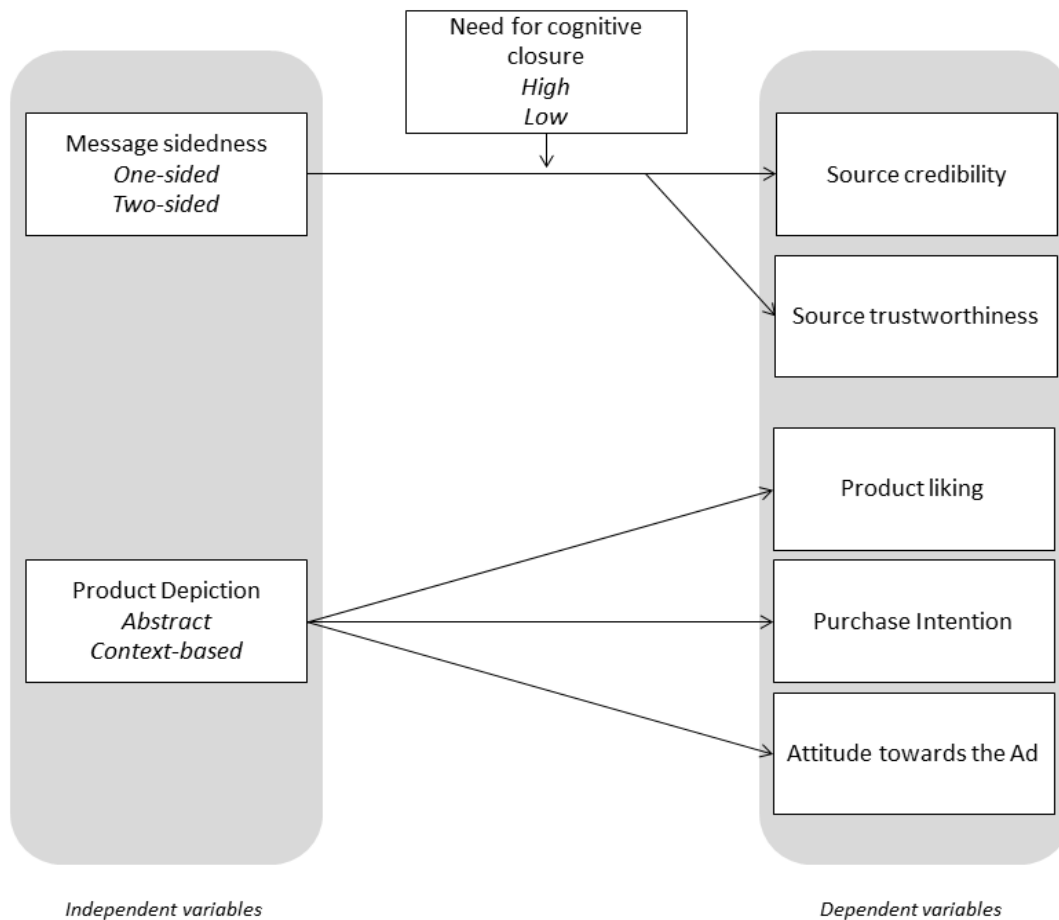 Need for cognitive
closure
High
Low
Message sidedness
One-sided
Two-sided
Source credibility
Source trustworthiness
Product liking
Product Depiction
Abstract
Context-based
Purchase Intention
Attitude towards the Ad
Independent variables
Dependent variables